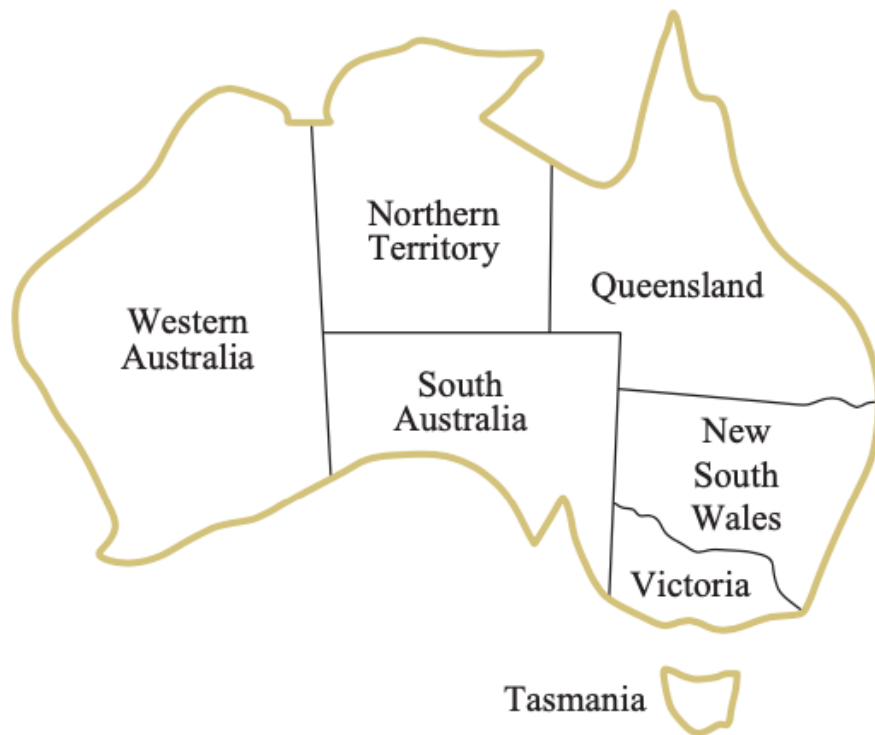 Northern
Territory
Queensland
Western
Australia
South
Australia
New
South
Wales
Victoria
Tasmania